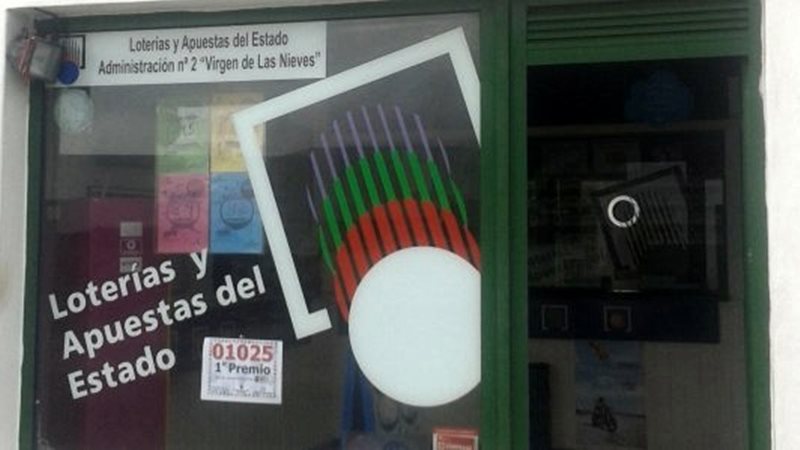 Loterías y Apuestas del Estado
Administración nº 2 "Virgen de Las Nieves"
Loterías y
Apuestas del
Estado
01025
1º Premio